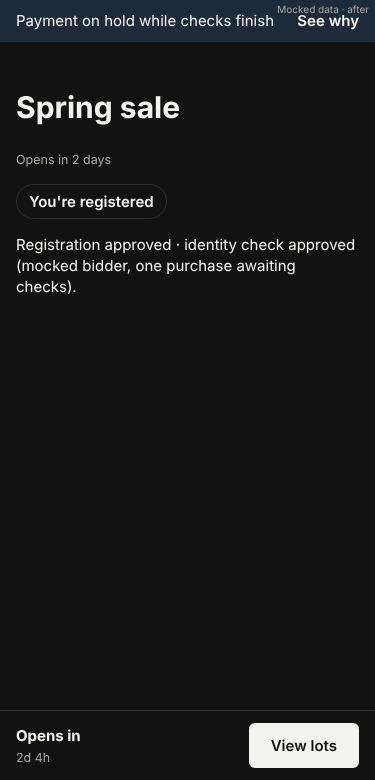 Mocked data · after
Payment on hold while checks finish See why
Spring sale
Opens in 2 days
You're registered
Registration approved · identity check approved
(mocked bidder, one purchase awaiting
checks).
Opens in
2d 4h
View lots